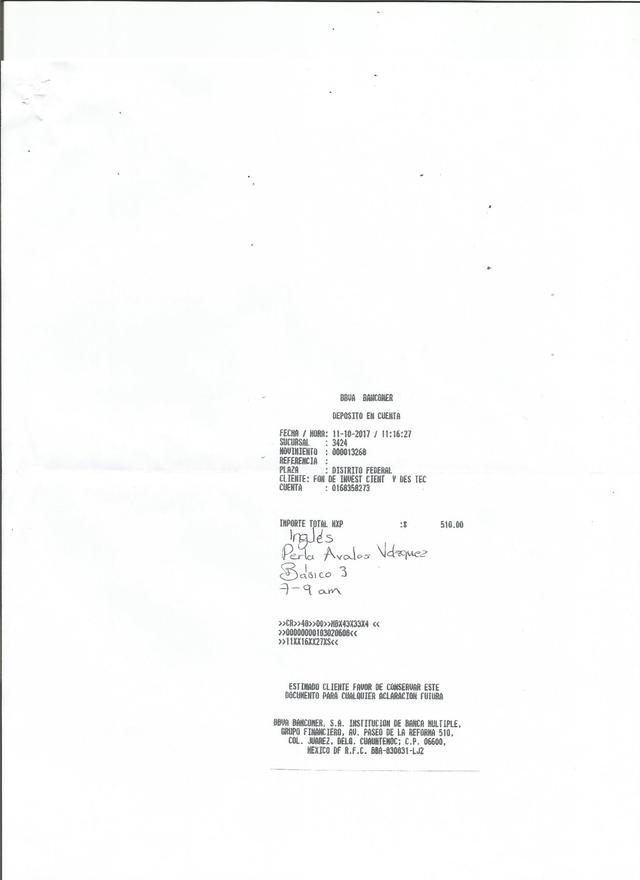 BBVA BANCOMER
DEPOSITO EN CUENTA
FECHA / HORA: 11-10-2017 / 11:16:27
SUCURSAL : 3424
MOVIMIENTO : 000013268
REFERENCIA :
PLAZA : DISTRITO FEDERAL
CLIENTE: FON DE INVEST CIENT Y DES TEC
CUENTA : 0168358273
IMPORTE TOTAL MXP :$ 510.00
Inglés
Perla Avalos Vázquez
Básico 3
7-9 am
>>CR>>48>>00>>MBX43X33X4 <<
>>00000000103020608<<
>>11XX16XX27XS<<
ESTIMADO CLIENTE FAVOR DE CONSERVAR ESTE
DOCUMENTO PARA CUALQUIER ACLARACION FUTURA
BBVA BANCOMER, S.A. INSTITUCION DE BANCA MULTIPLE,
GRUPO FINANCIERO, AV. PASEO DE LA REFORMA 510,
COL. JUAREZ, DELG. CUAUHTEMOC; C.P. 06600,
MEXICO DF R.F.C. BBA-830831-LJ2